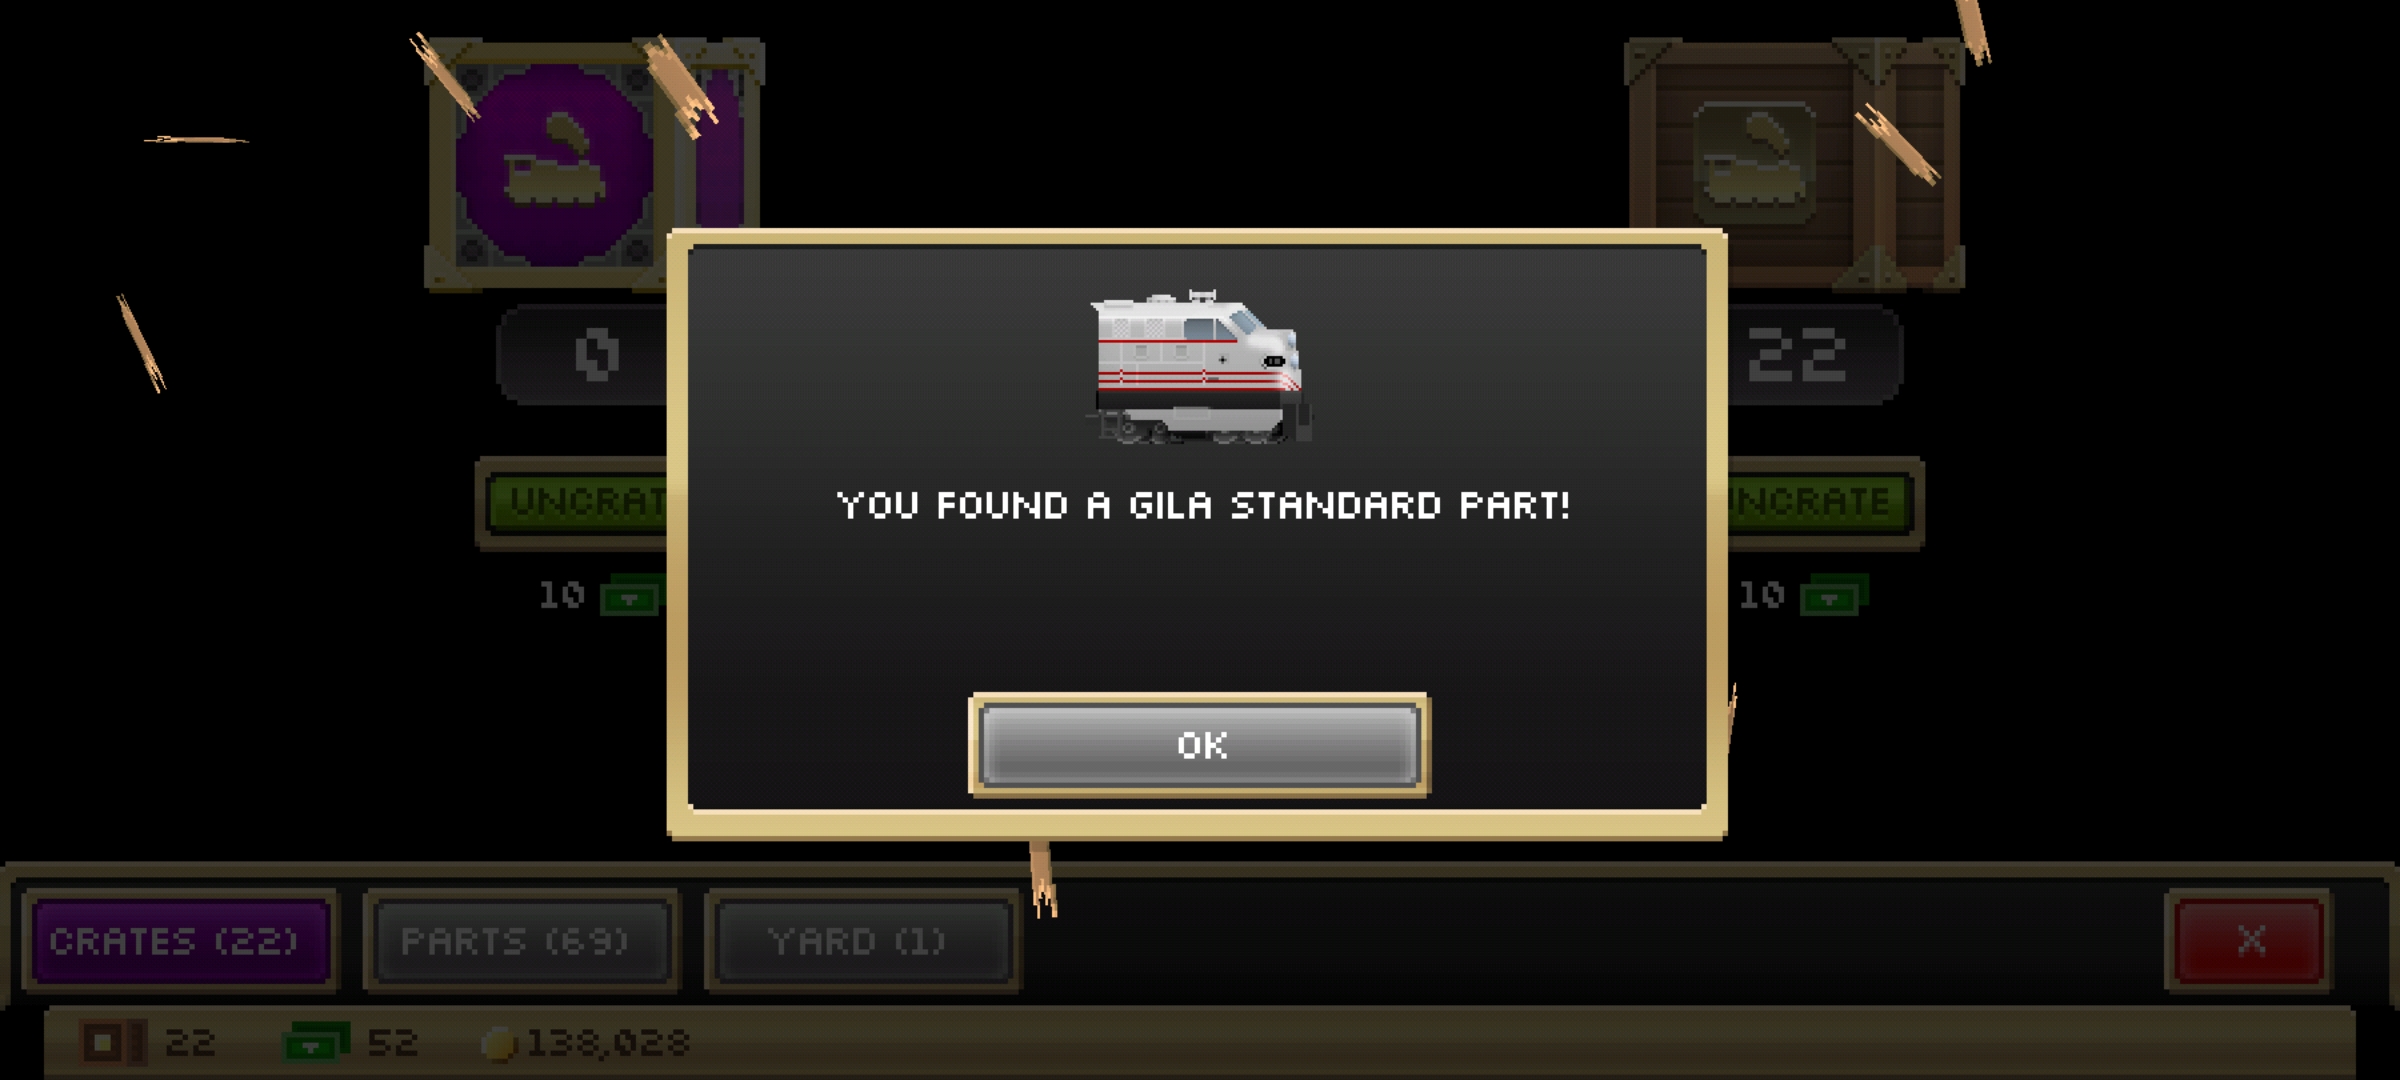 0
22
YOU FOUND A GILA STANDARD PART!
UNCRAT
NCRATE
10
10
OK
CRATES (22)
PARTS (69)
YARD (1)
X
22
52
138,028